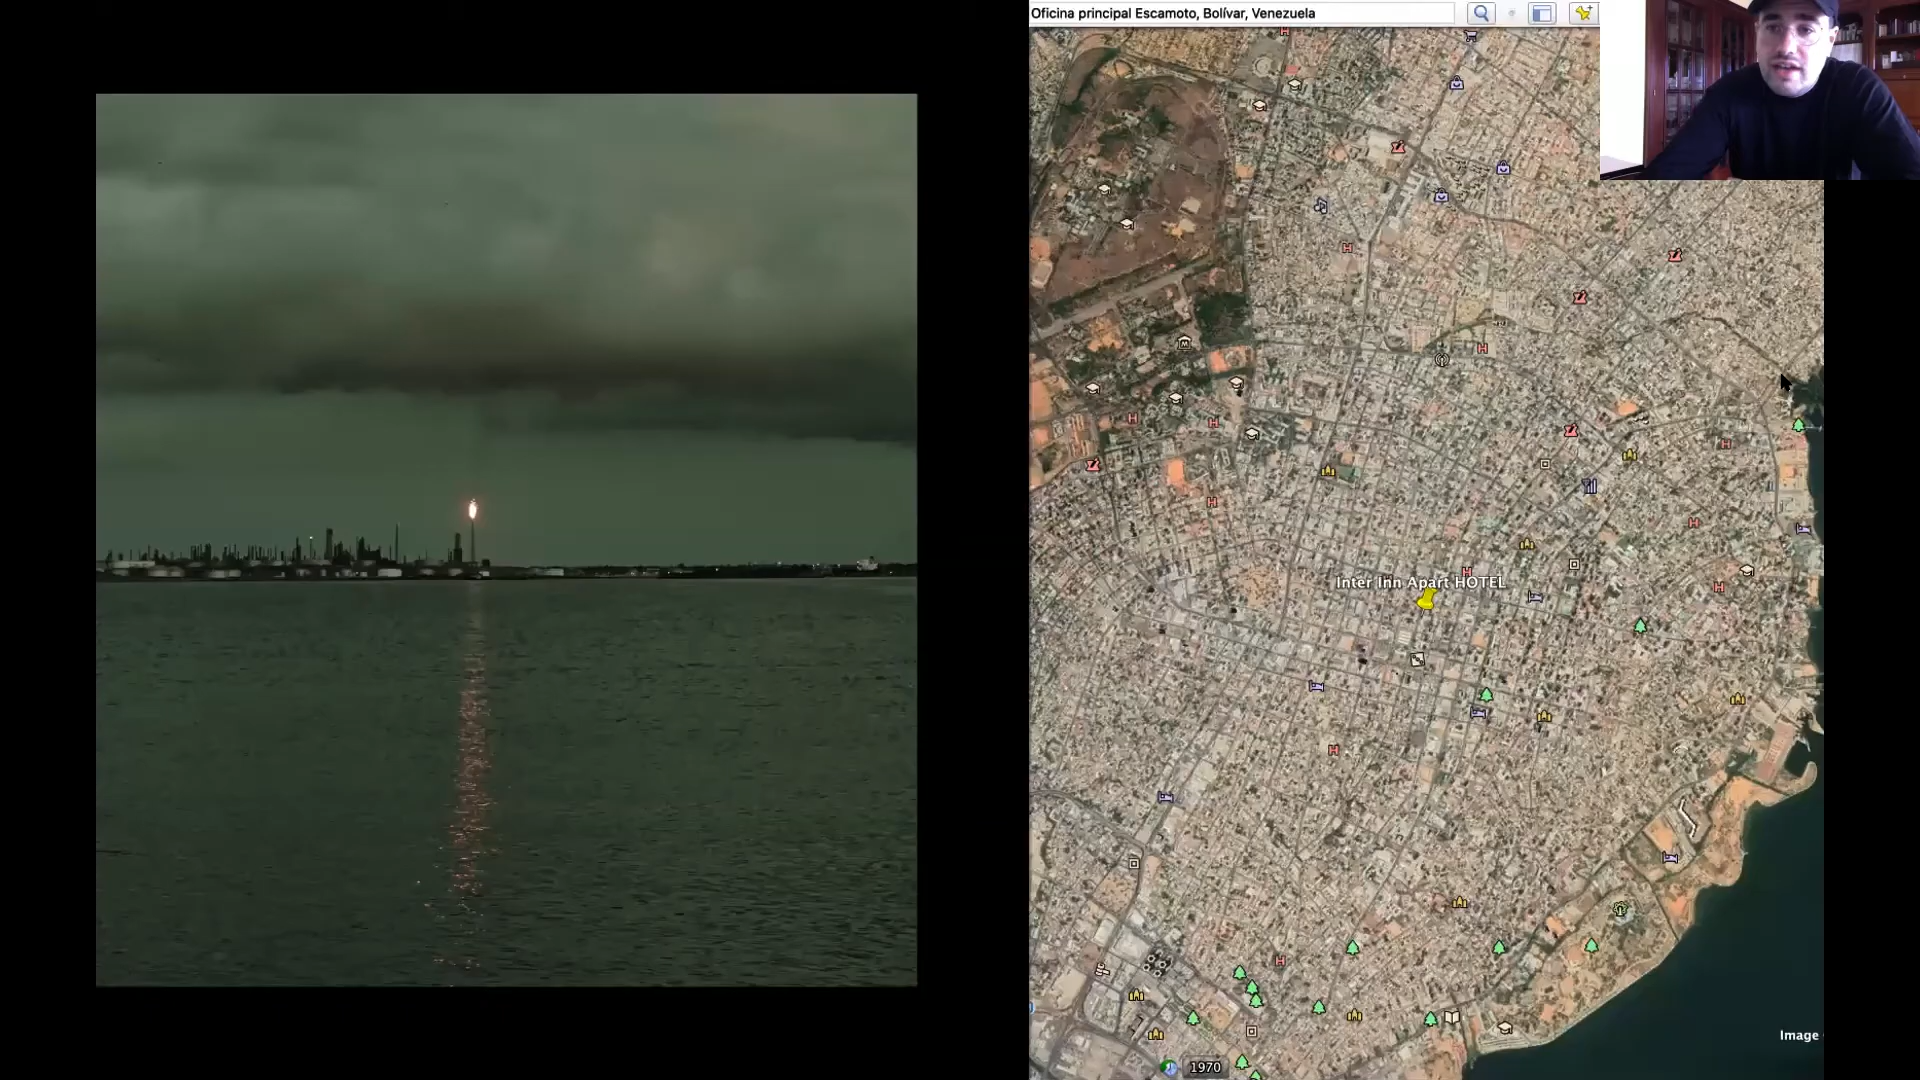 Oficina principal Escamoto, Bolívar, Venezuela
Inter Inn Apart HOTEL
Image
1970